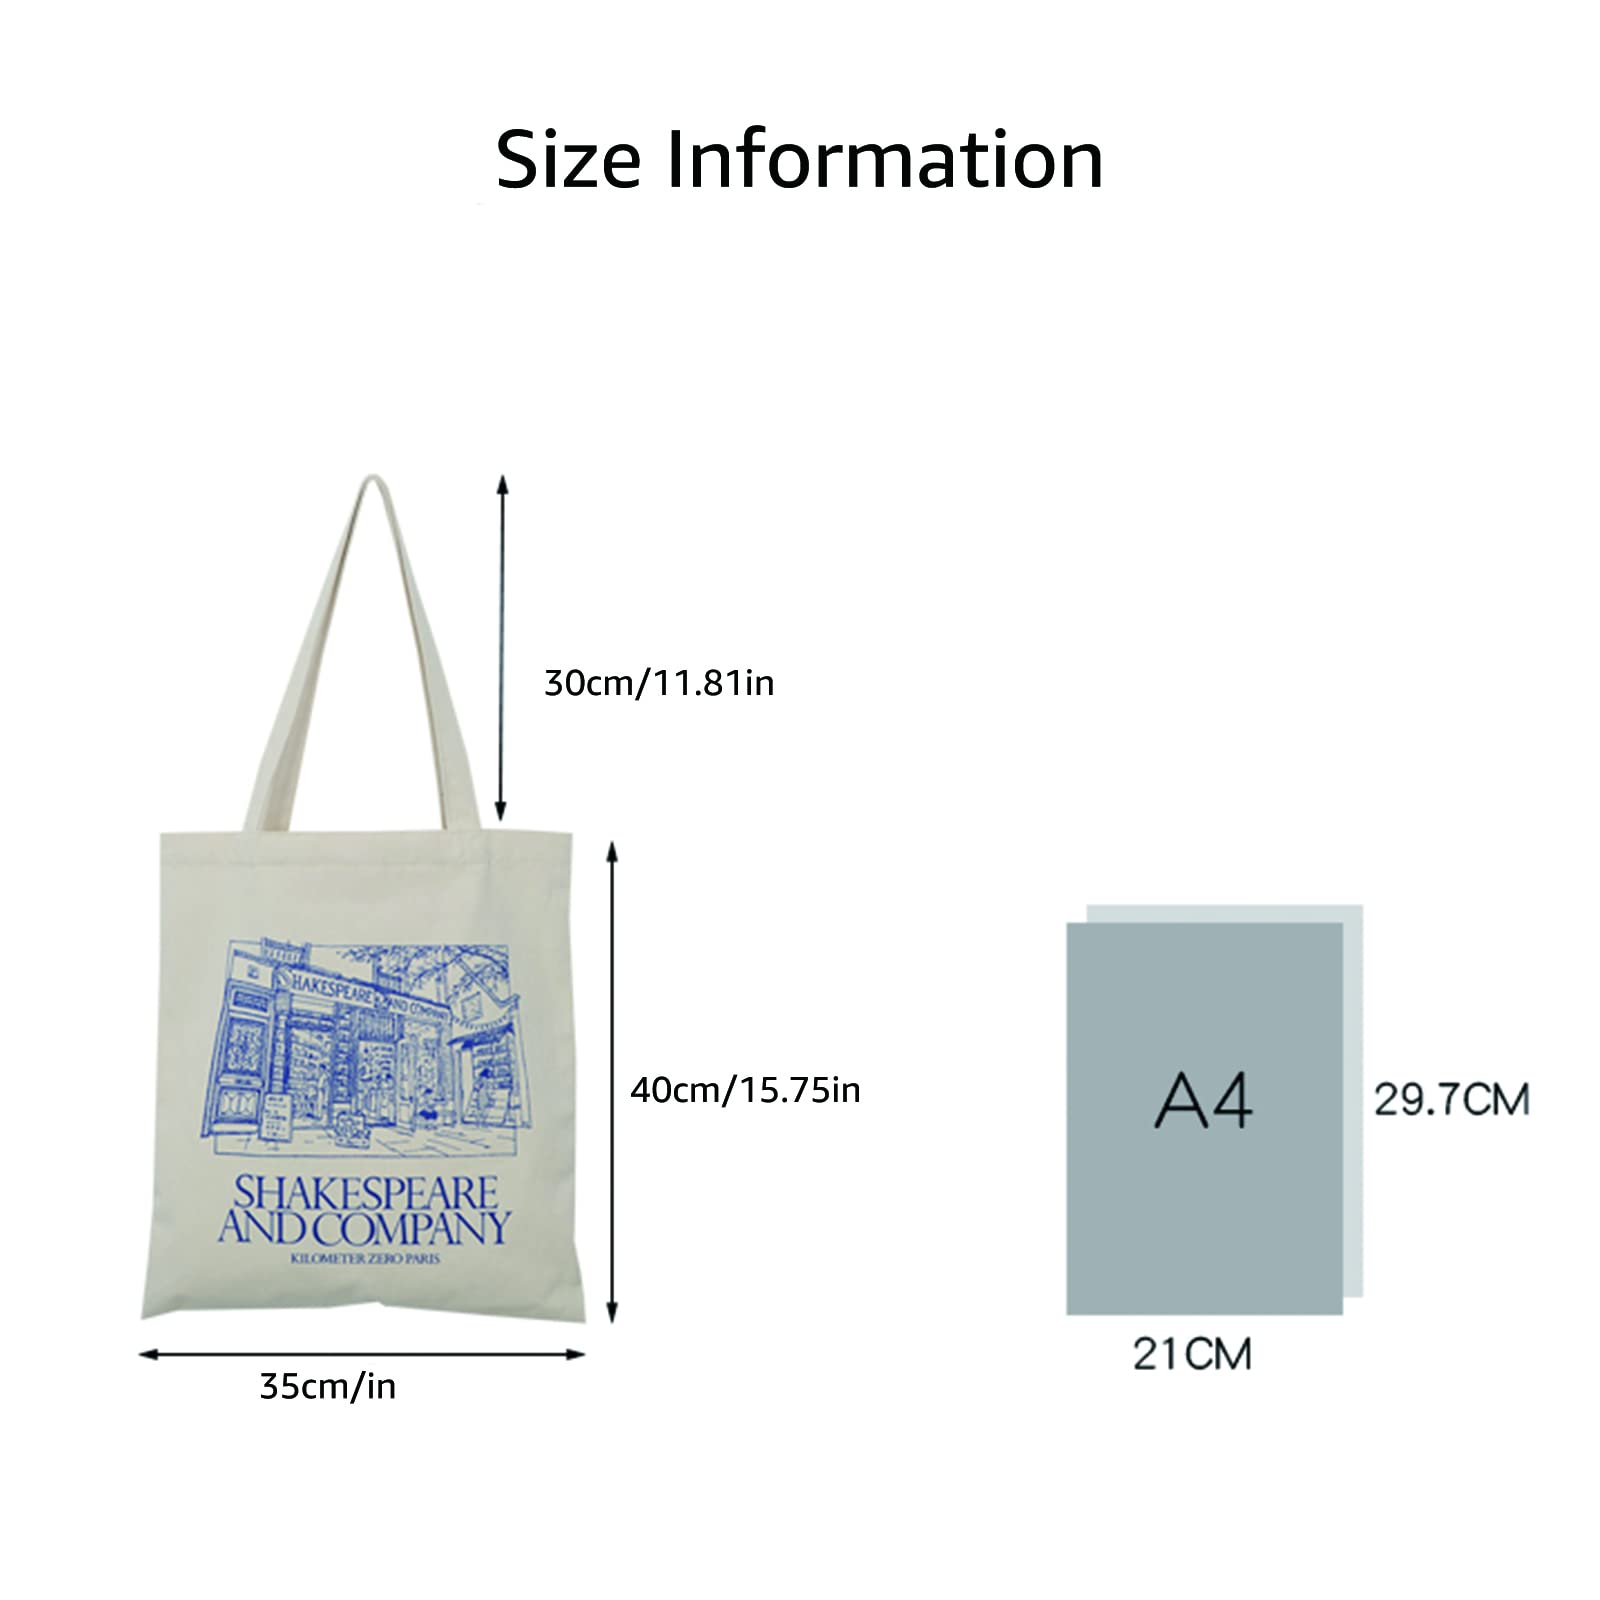 Size Information
30cm/11.81in
SHAKESPEARE AND COMPANY
40cm/15.75in
SHAKESPEARE
AND COMPANY
KILOMETER ZERO PARIS
35cm/in
A4
29.7CM
21CM